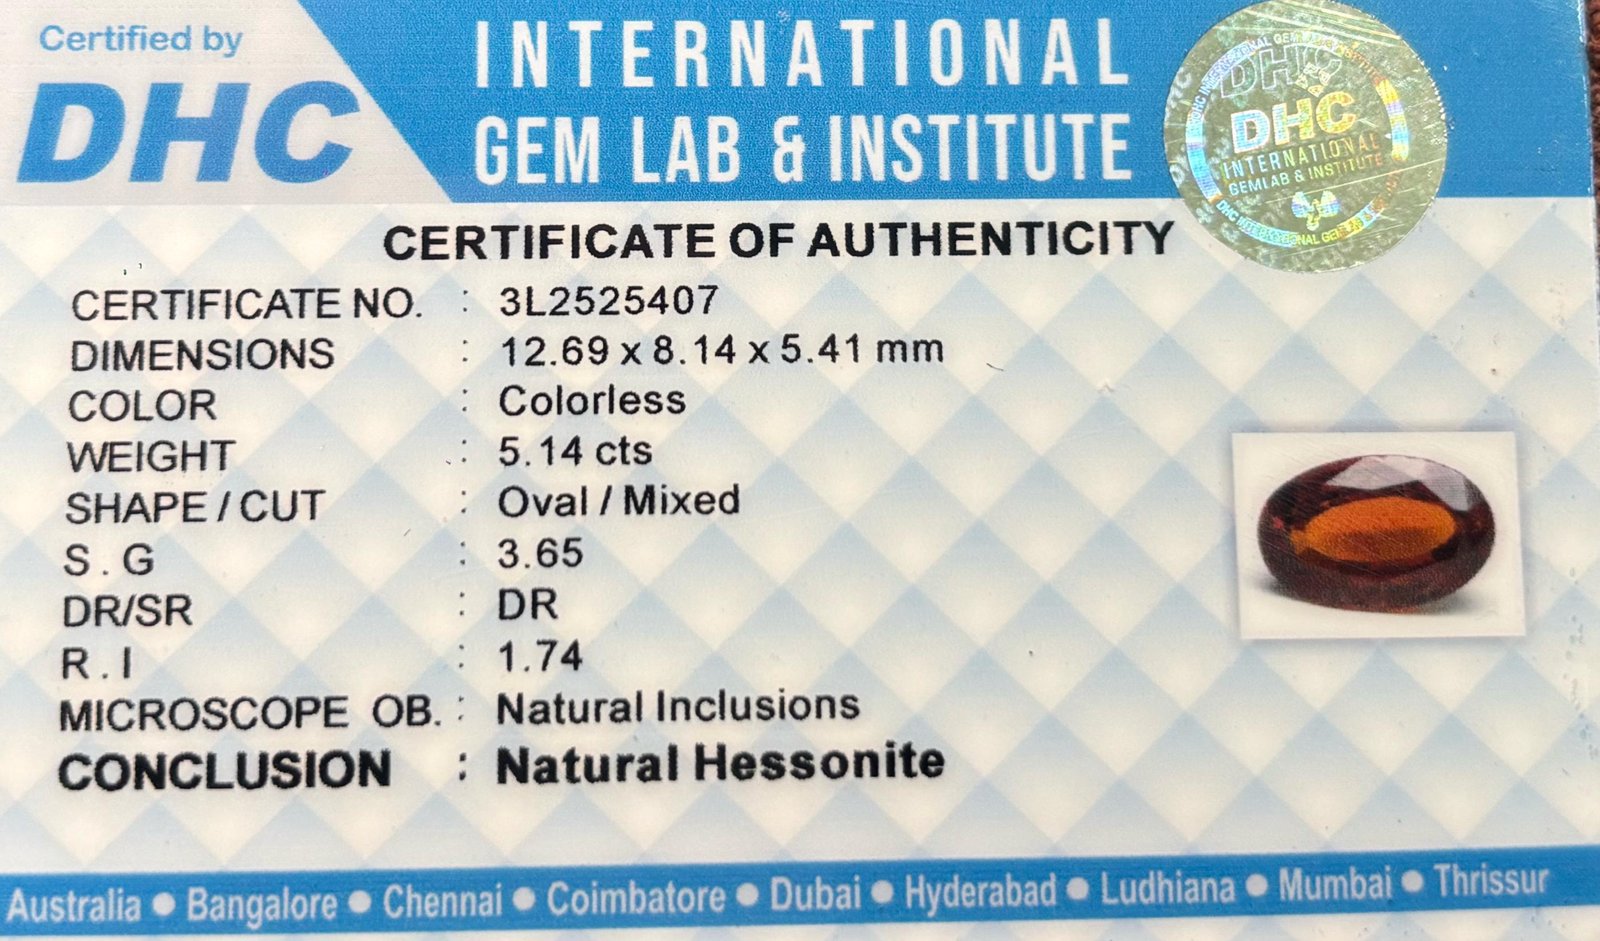 Certified by
DHC
INTERNATIONAL
GEM LAB & INSTITUTE
DHC
DHC
INTERNATIONAL
GEMLAB & INSTITUTE
CERTIFICATE OF AUTHENTICITY
CERTIFICATE NO. : 3L2525407
DIMENSIONS : 12.69 x 8.14 x 5.41 mm
COLOR : Colorless
WEIGHT : 5.14 cts
SHAPE / CUT : Oval / Mixed
S . G : 3.65
DR/SR : DR
R . I : 1.74
MICROSCOPE OB. : Natural Inclusions
CONCLUSION : Natural Hessonite
Australia ● Bangalore ● Chennai ● Coimbatore ● Dubai ● Hyderabad ● Ludhiana ● Mumbai ● Thrissur